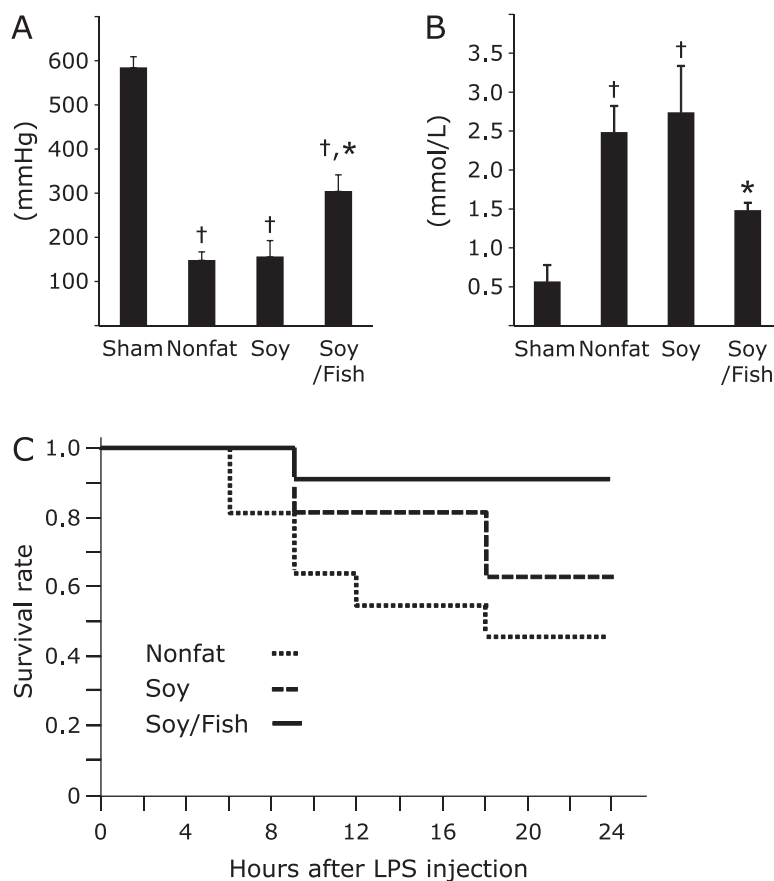 A
(mmHg)
600
500
400
300
200
100
†
†
†,*
Sham Nonfat Soy Soy
/Fish
B
(mmol/L)
3.5
3.0
2.5
2.0
1.5
1.0
0.5
†
†
*
Sham Nonfat Soy Soy
/Fish
C
Survival rate
1.0
0.8
0.6
0.4
0.2
0
Nonfat
Soy
Soy/Fish
0 4 8 12 16 20 24
Hours after LPS injection